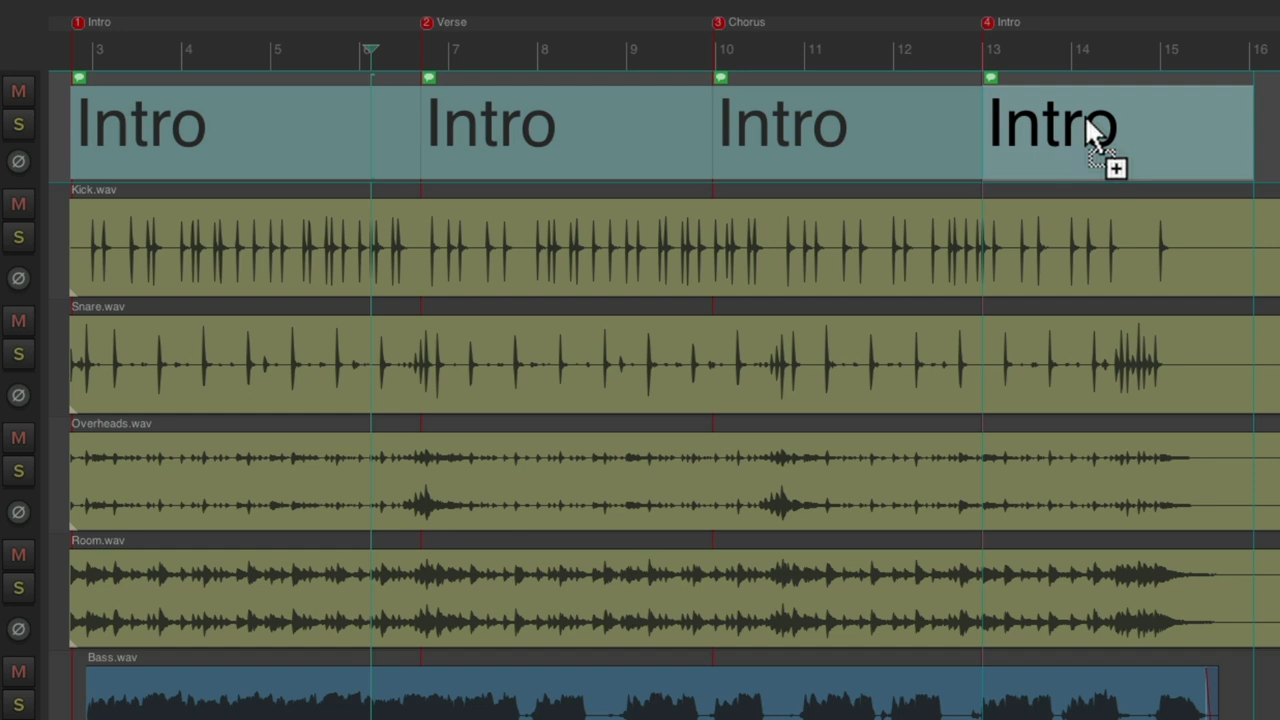 1 Intro 2 Verse 3 Chorus 4 Intro
3 4 5 6 7 8 9 10 11 12 13 14 15 16
Intro Intro Intro Intro
M
S
Kick.wav
M
S
Snare.wav
M
S
Overheads.wav
M
S
Room.wav
M
S
Bass.wav
M
S